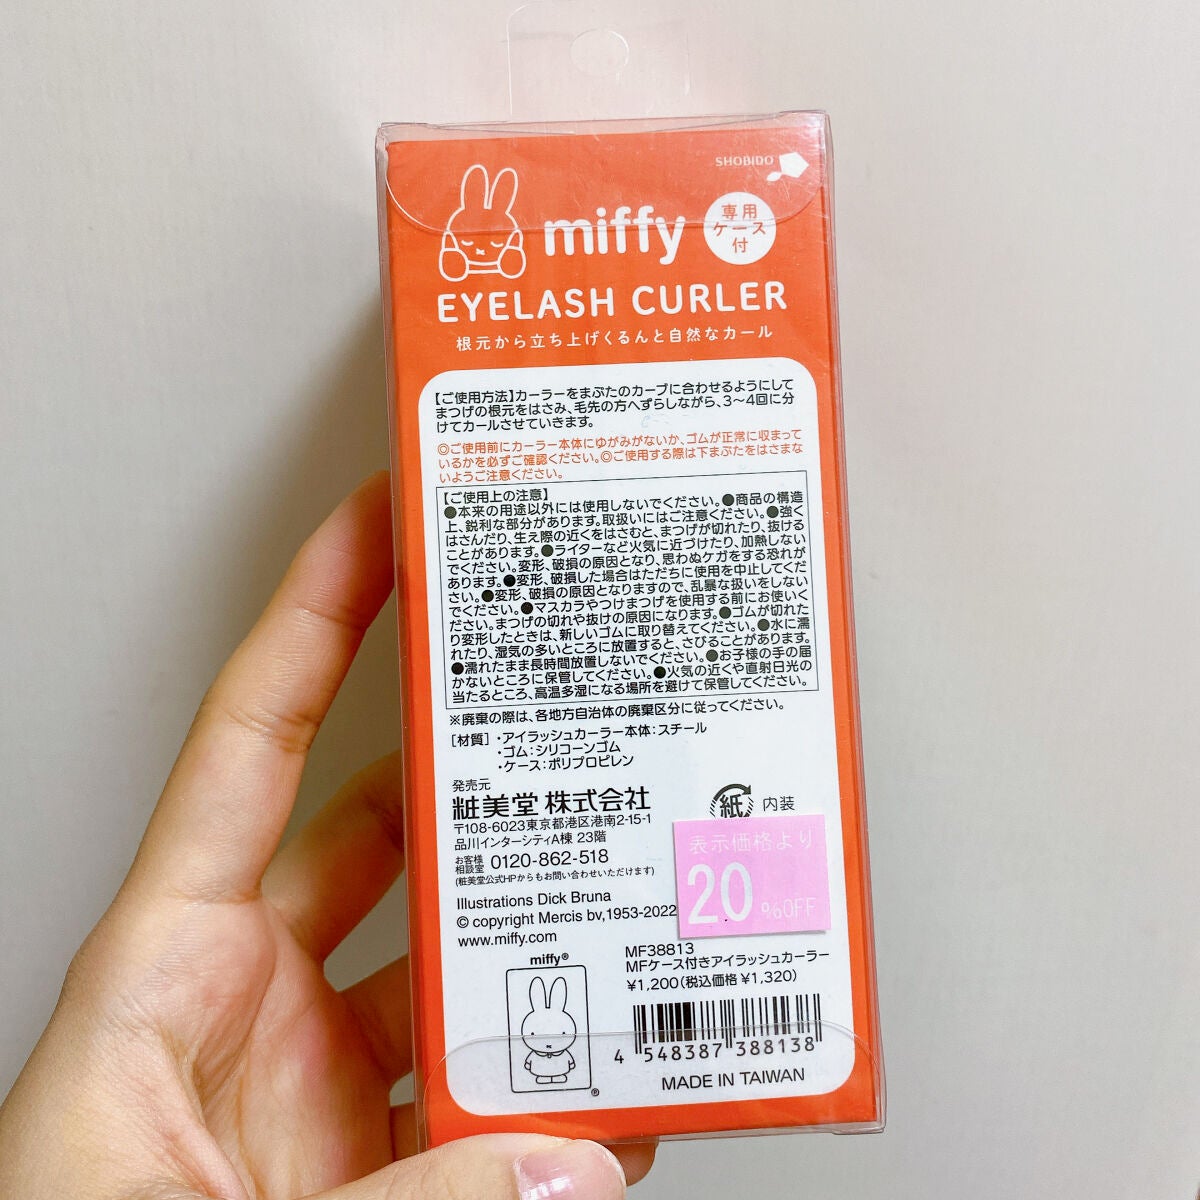 SHOBIDO
miffy
専用
ケース
付
EYELASH CURLER
根元から立ち上げくるんと自然なカール
【ご使用方法】カーラーをまぶたのカーブに合わせるようにして
まつげの根元をはさみ、毛先の方へずらしながら、3〜4回に分
けてカールさせていきます。
◎ご使用前にカーラー本体にゆがみがないか、ゴムが正常に収まって
いるかを必ずご確認ください。◎ご使用する際は下まぶたをはさまな
いようご注意ください。
【ご使用上の注意】
●本来の用途以外には使用しないでください。●商品の構造
上、鋭利な部分があります。取扱いにはご注意ください。●強く
はさんだり、生え際の近くをはさむと、まつげが切れたり、抜ける
ことがあります。●ライターなど火気に近づけたり、加熱しない
でください。変形、破損の原因となり、思わぬケガをする恐れが
あります。●変形、破損した場合はただちに使用を中止してくだ
さい。●変形、破損の原因となりますので、乱暴な扱いをしない
でください。●マスカラやつけまつげを使用する前にお使いく
ださい。まつげの切れや抜けの原因になります。●ゴムが切れた
り変形したときは、新しいゴムに取り替えてください。●水に濡
れたり、湿気の多いところに放置すると、さびることがあります。
●濡れたまま長時間放置しないでください。●お子様の手の届
かないところに保管してください。●火気の近くや直射日光の
当たるところ、高温多湿になる場所を避けて保管してください。
※廃棄の際は、各地方自治体の廃棄区分に従ってください。
［材質］・アイラッシュカーラー本体：スチール
・ゴム：シリコーンゴム
・ケース：ポリプロピレン
発売元
粧美堂 株式会社
〒108-6023東京都港区港南2-15-1
品川インターシティA棟 23階
お客様
相談室 0120-862-518
(粧美堂公式HPからもお問い合わせいただけます)
紙 内装
表示価格より
20%OFF
Illustrations Dick Bruna
© copyright Mercis bv,1953-2022
www.miffy.com
miffy®
®
MF38813
MFケース付きアイラッシュカーラー
¥1,200(税込価格 ¥1,320)
4 548387 388138
MADE IN TAIWAN